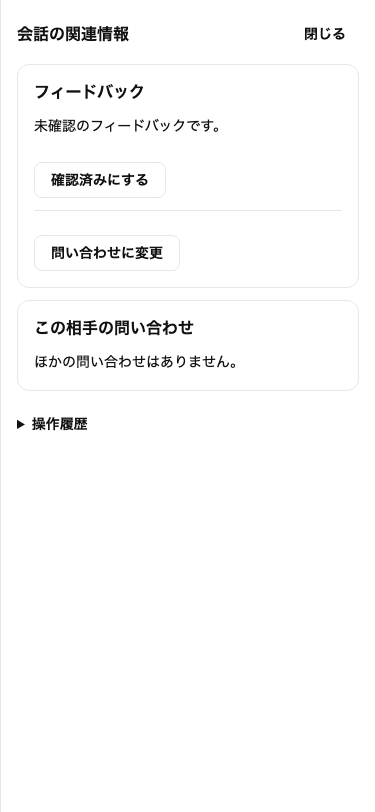 会話の関連情報
閉じる
フィードバック
未確認のフィードバックです。
確認済みにする
問い合わせに変更
この相手の問い合わせ
ほかの問い合わせはありません。
操作履歴